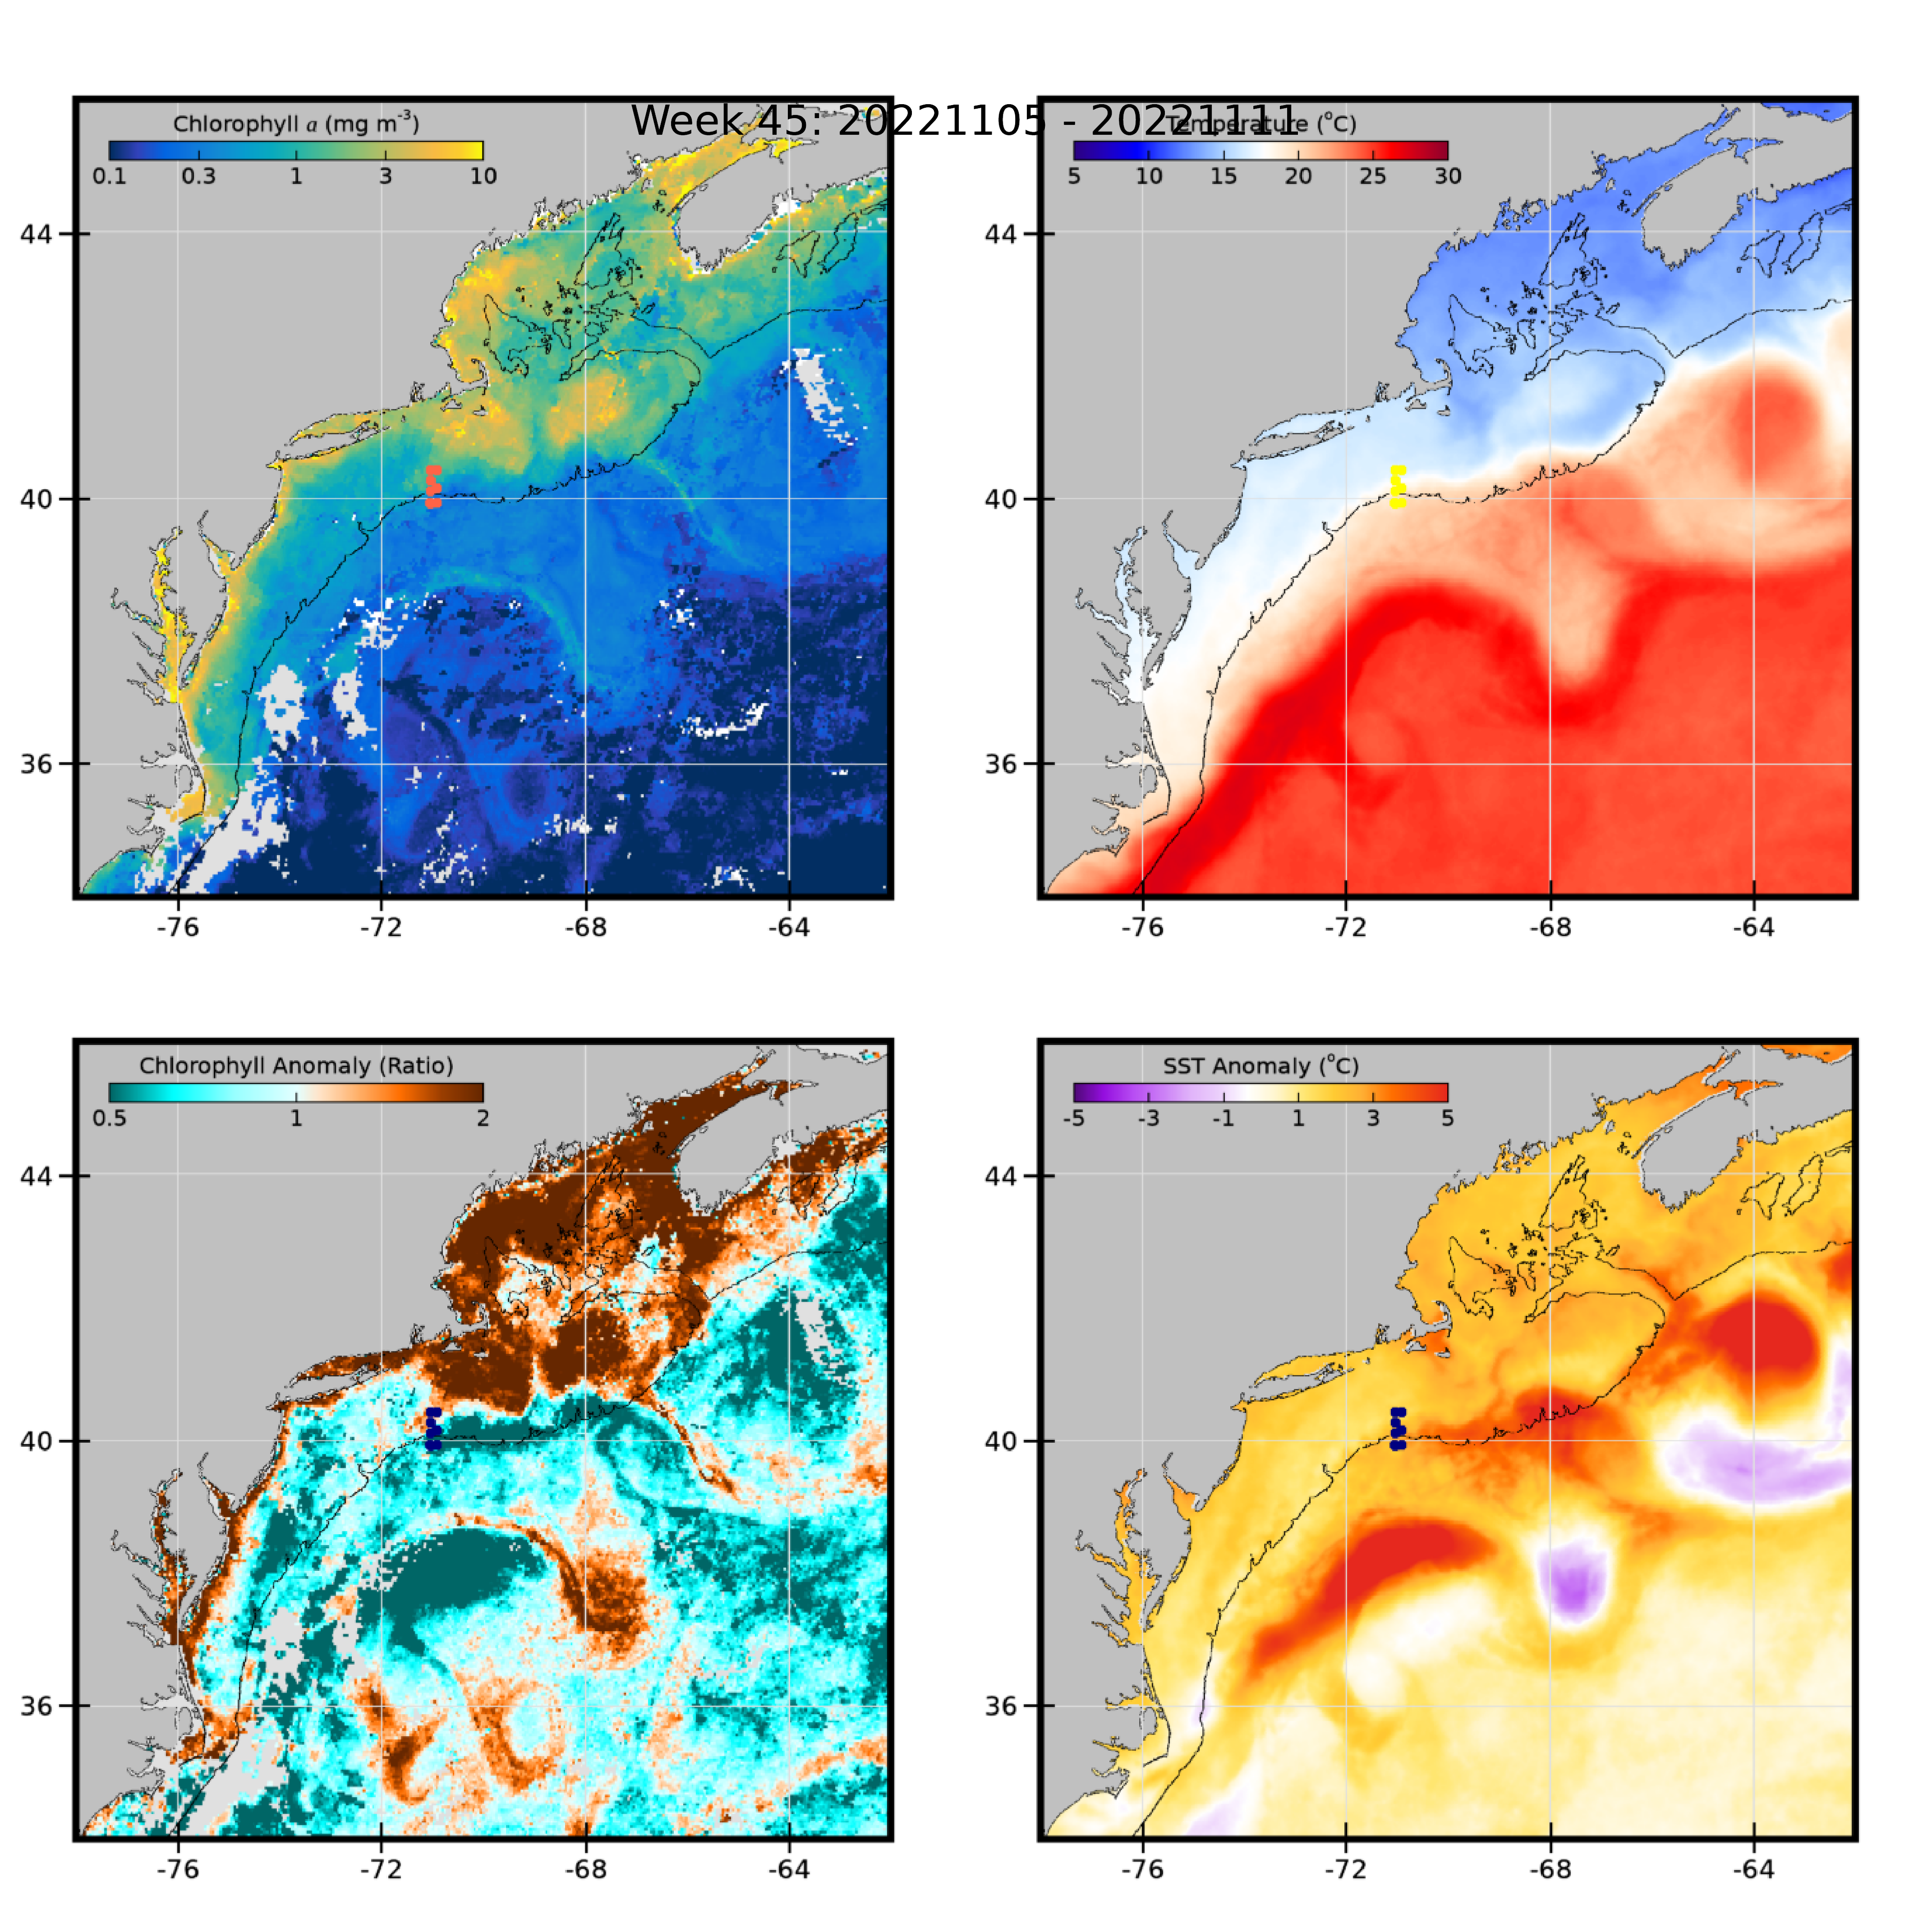 Week 45: 20221105 - 20221111
Chlorophyll a (mg m-3)
0.1 0.3 1 3 10
44
40
36
-76 -72 -68 -64
Temperature (oC)
5 10 15 20 25 30
44
40
36
-76 -72 -68 -64
Chlorophyll Anomaly (Ratio)
0.5 1 2
44
40
36
-76 -72 -68 -64
SST Anomaly (oC)
-5 -3 -1 1 3 5
44
40
36
-76 -72 -68 -64